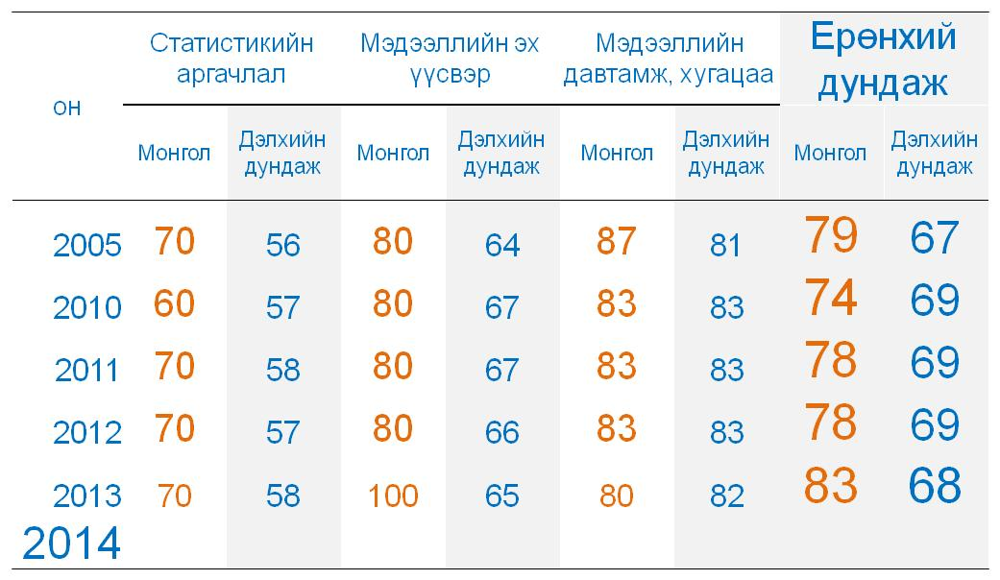 Статистикийн аргачлал Мэдээллийн эх үүсвэр Мэдээллийн давтамж, хугацаа Ерөнхий дундаж
он
Монгол Дэлхийн дундаж Монгол Дэлхийн дундаж Монгол Дэлхийн дундаж Монгол Дэлхийн дундаж
2005 70 56 80 64 87 81 79 67
2010 60 57 80 67 83 83 74 69
2011 70 58 80 67 83 83 78 69
2012 70 57 80 66 83 83 78 69
2013 70 58 100 65 80 82 83 68
2014